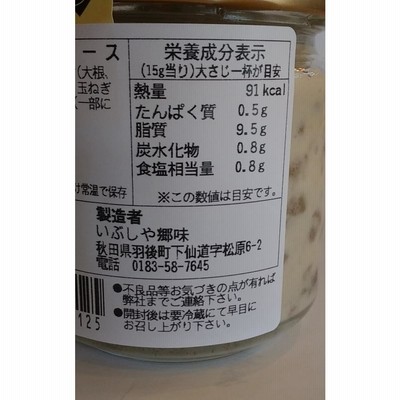 ース
(大根、
玉ねぎ
一部に
け常温で保存
栄養成分表示
(15g当り)大さじ一杯が目安
熱量 91kcal
たんぱく質 0.5g
脂質 9.5g
炭水化物 0.8g
食塩相当量 0.8g
※この数値は目安です。
製造者
いぶしや郷味
秋田県羽後町下仙道字松原6-2
電話 0183-58-7645
●不良品等お気づきの点が有れば
弊社までご連絡下さい。
●開封後は要冷蔵にて早目に
お召し上がり下さい。
125